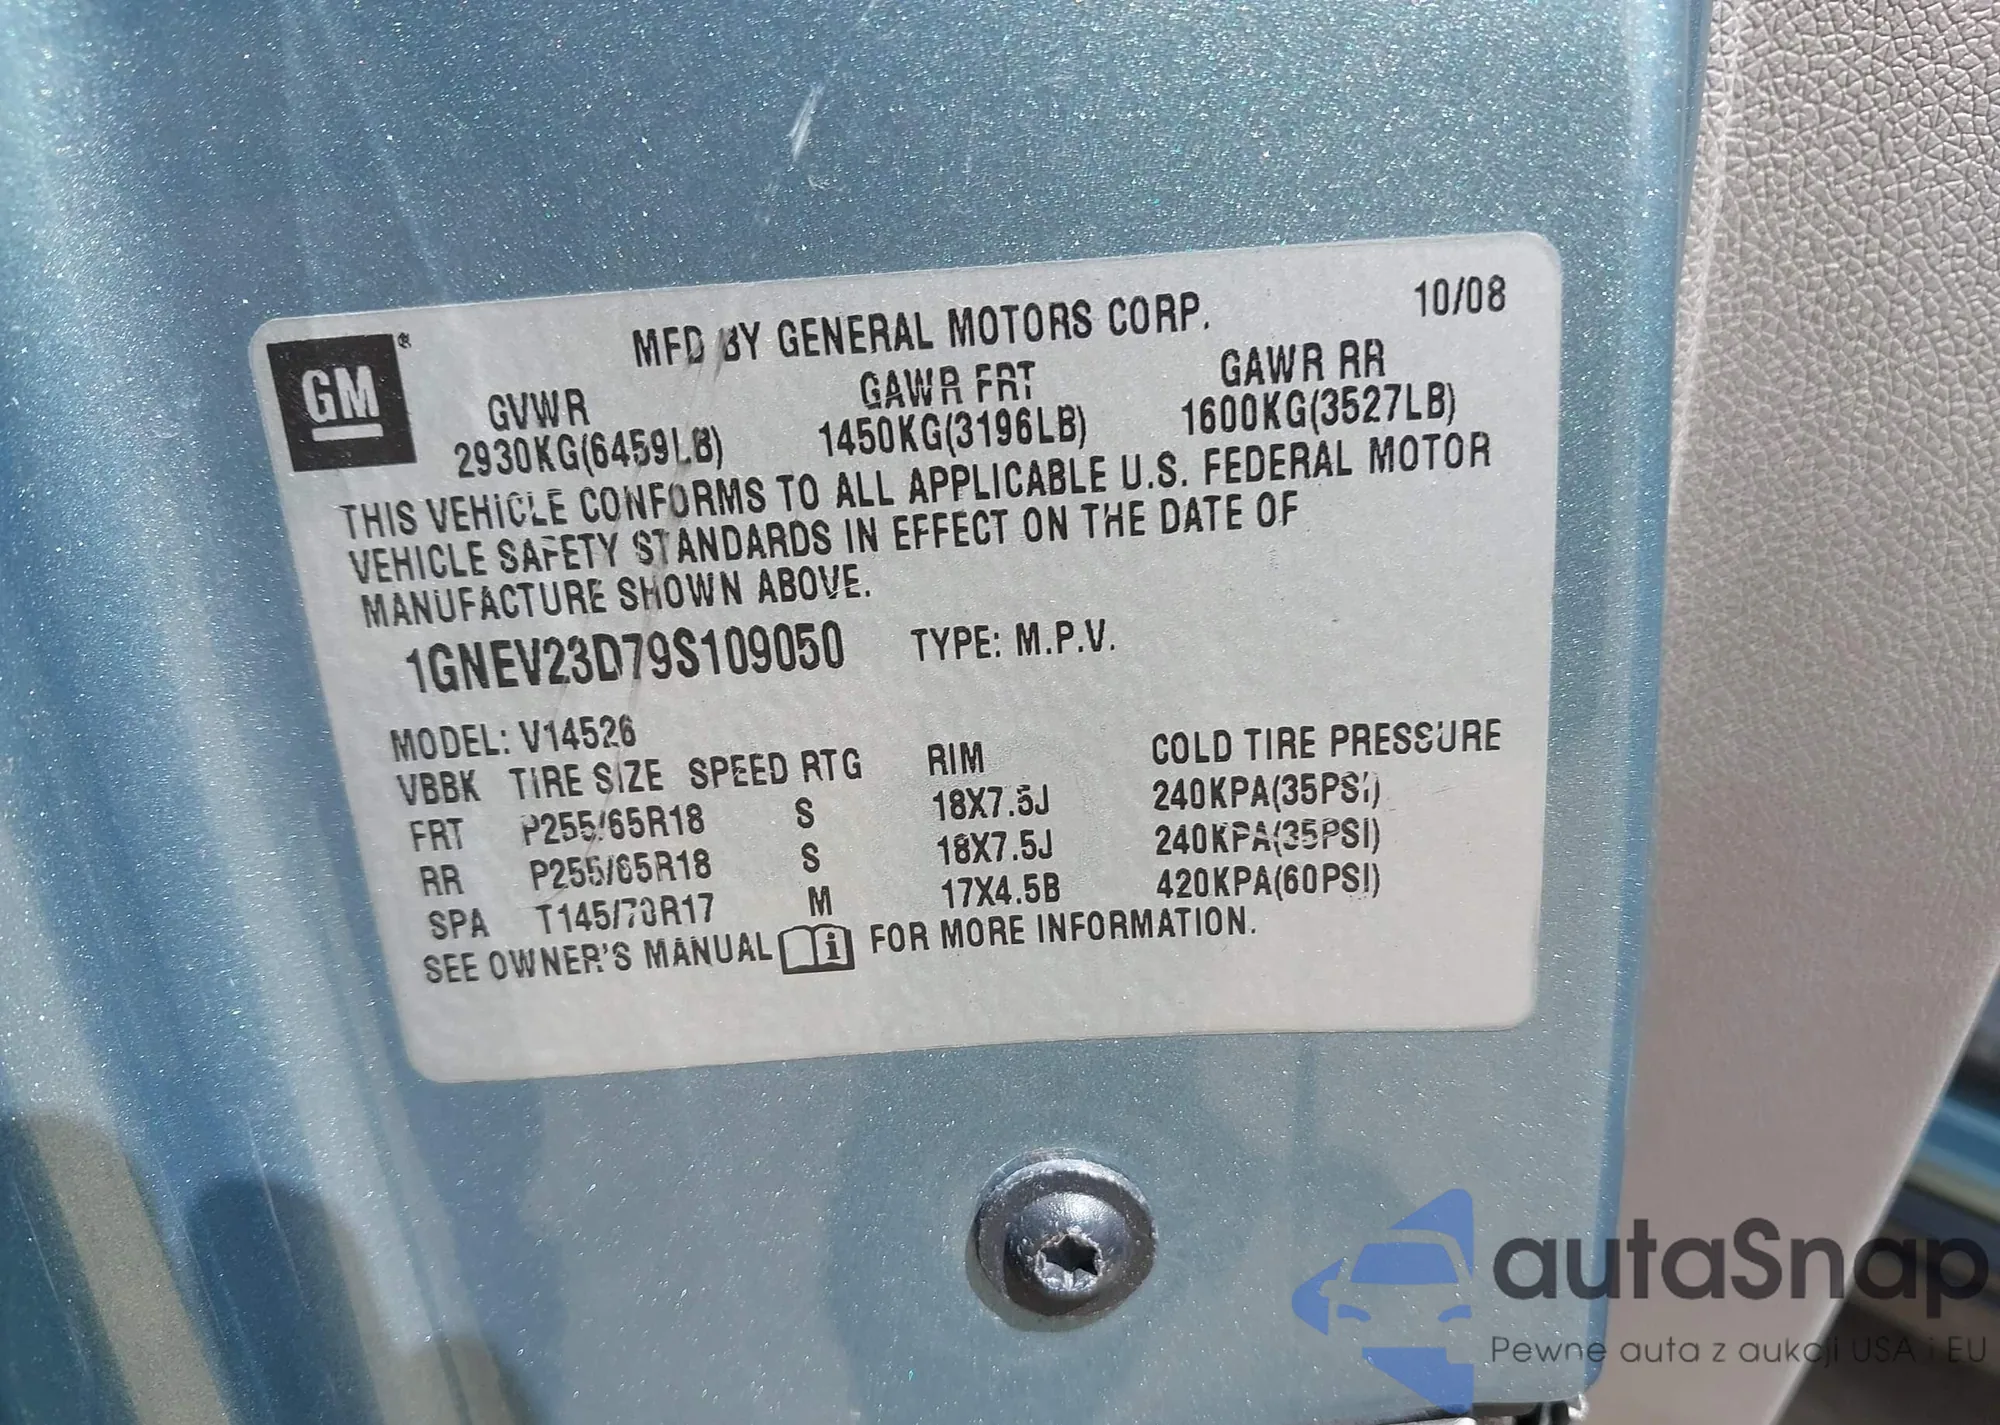 MFD BY GENERAL MOTORS CORP. 10/08
GM®
GVWR GAWR FRT GAWR RR
2930KG(6459LB) 1450KG(3196LB) 1600KG(3527LB)
THIS VEHICLE CONFORMS TO ALL APPLICABLE U.S. FEDERAL MOTOR
VEHICLE SAFETY STANDARDS IN EFFECT ON THE DATE OF
MANUFACTURE SHOWN ABOVE.
1GNEV23D79S109050 TYPE: M.P.V.
MODEL: V14526
VBBK TIRE SIZE SPEED RTG RIM COLD TIRE PRESSURE
FRT P255/65R18 S 18X7.5J 240KPA(35PSI)
RR P255/65R18 S 18X7.5J 240KPA(35PSI)
SPA T145/70R17 M 17X4.5B 420KPA(60PSI)
SEE OWNER'S MANUAL i FOR MORE INFORMATION.
autaSnap
Pewne auta z aukcji USA i EU